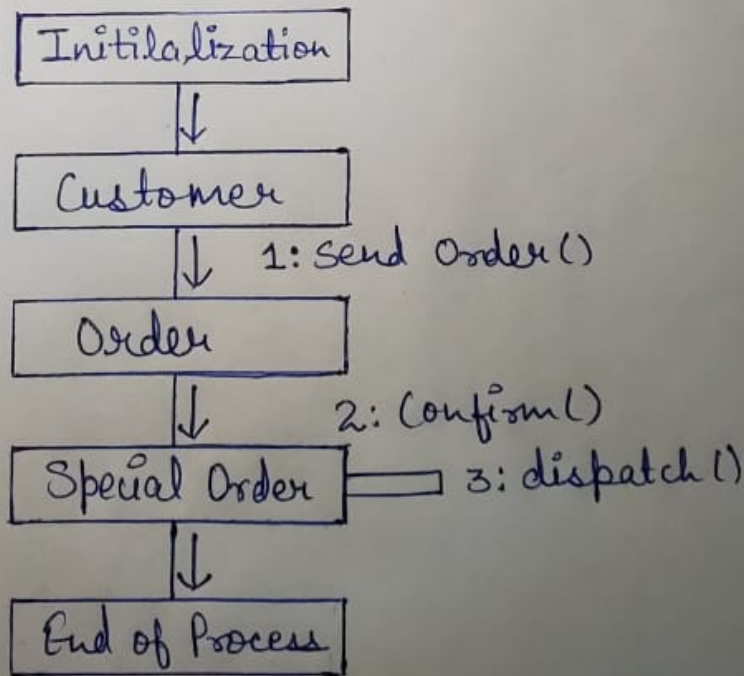 Initilalization
Customer
1: Send Order()
Order
2: Confirm()
Special Order
3: dispatch()
End of Process